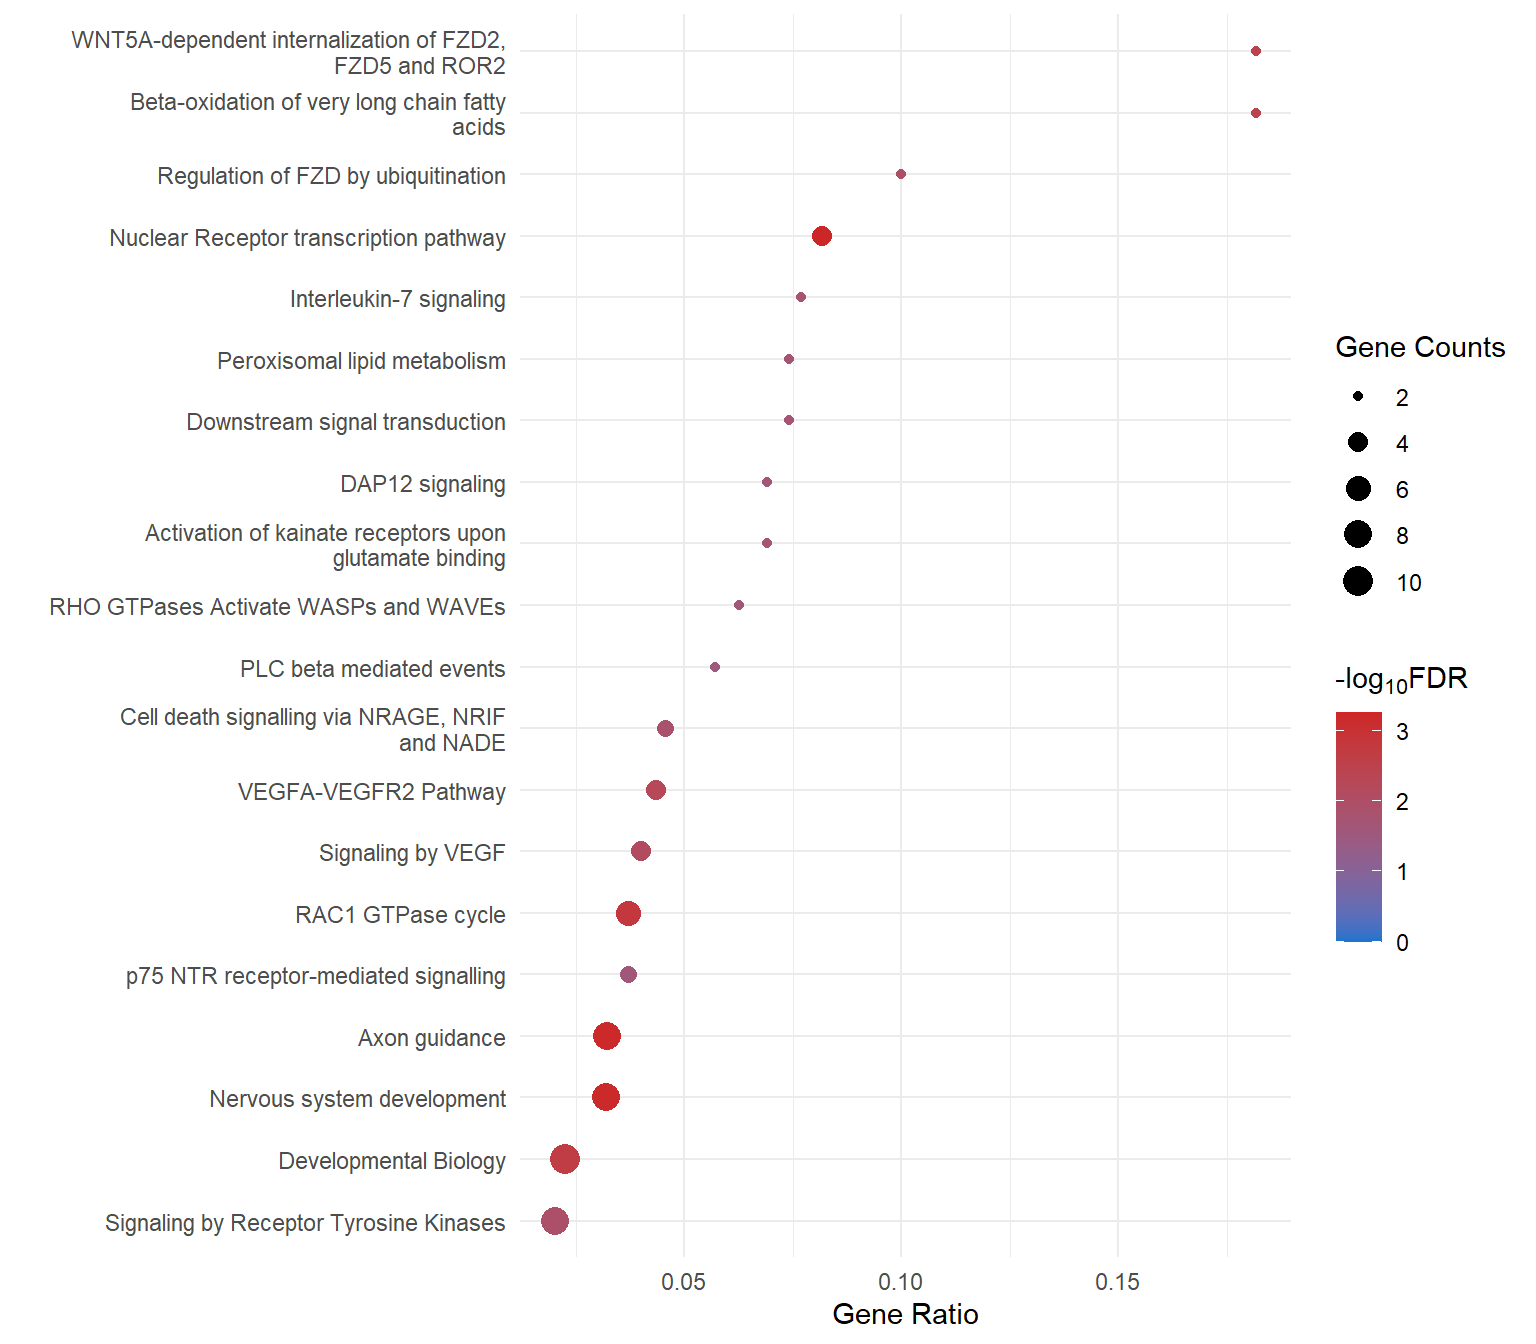 WNT5A-dependent internalization of FZD2,
FZD5 and ROR2
Beta-oxidation of very long chain fatty
acids
Regulation of FZD by ubiquitination
Nuclear Receptor transcription pathway
Interleukin-7 signaling
Peroxisomal lipid metabolism
Downstream signal transduction
DAP12 signaling
Activation of kainate receptors upon
glutamate binding
RHO GTPases Activate WASPs and WAVEs
PLC beta mediated events
Cell death signalling via NRAGE, NRIF
and NADE
VEGFA-VEGFR2 Pathway
Signaling by VEGF
RAC1 GTPase cycle
p75 NTR receptor-mediated signalling
Axon guidance
Nervous system development
Developmental Biology
Signaling by Receptor Tyrosine Kinases
0.05 0.10 0.15
Gene Ratio
Gene Counts
2
4
6
8
10
-log₁₀FDR
3
2
1
0